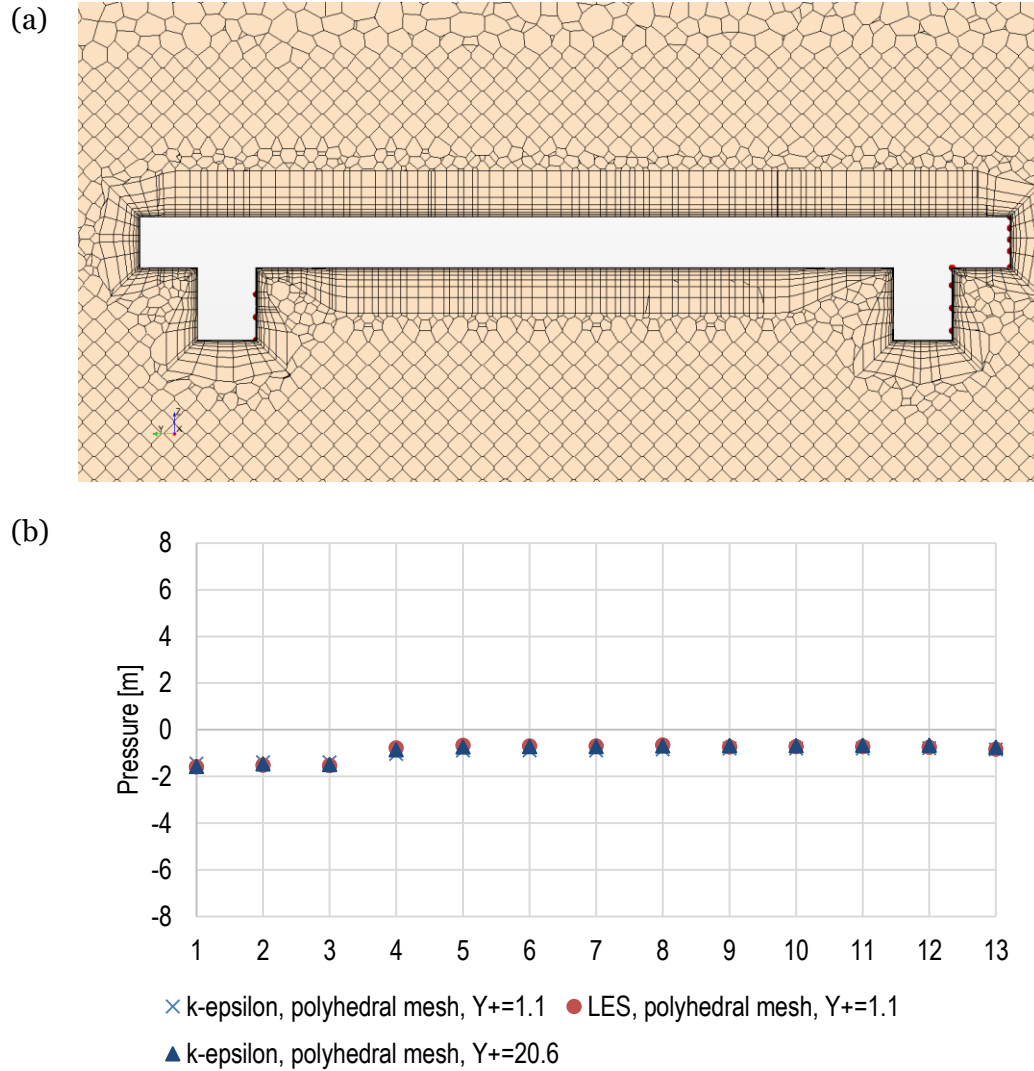 (a)
Z
Y
X
(b)
Pressure [m]
8
6
4
2
0
-2
-4
-6
-8
1 2 3 4 5 6 7 8 9 10 11 12 13
k-epsilon, polyhedral mesh, Y+=1.1 LES, polyhedral mesh, Y+=1.1
k-epsilon, polyhedral mesh, Y+=20.6